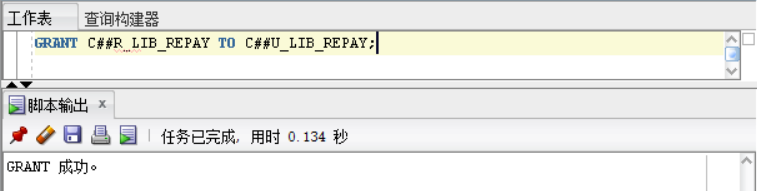 工作表 查询构建器
GRANT C##R_LIB_REPAY TO C##U_LIB_REPAY;
脚本输出 ×
任务已完成, 用时 0.134 秒
GRANT 成功。